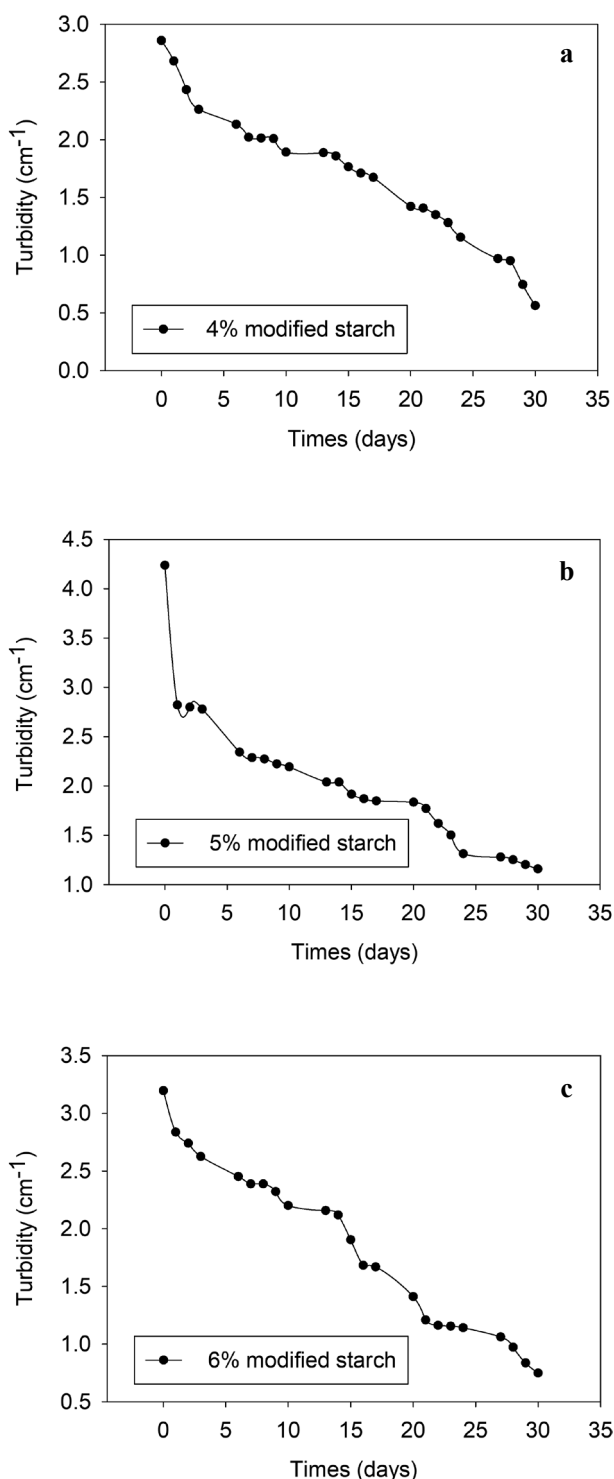 3.0
a
2.5
2.0
1.5
1.0
0.5
0.0
Turbidity (cm⁻¹)
4% modified starch
0 5 10 15 20 25 30 35
Times (days)
4.5
b
4.0
3.5
3.0
2.5
2.0
1.5
1.0
Turbidity (cm⁻¹)
5% modified starch
0 5 10 15 20 25 30 35
Times (days)
3.5
c
3.0
2.5
2.0
1.5
1.0
0.5
Turbidity (cm⁻¹)
6% modified starch
0 5 10 15 20 25 30 35
Times (days)